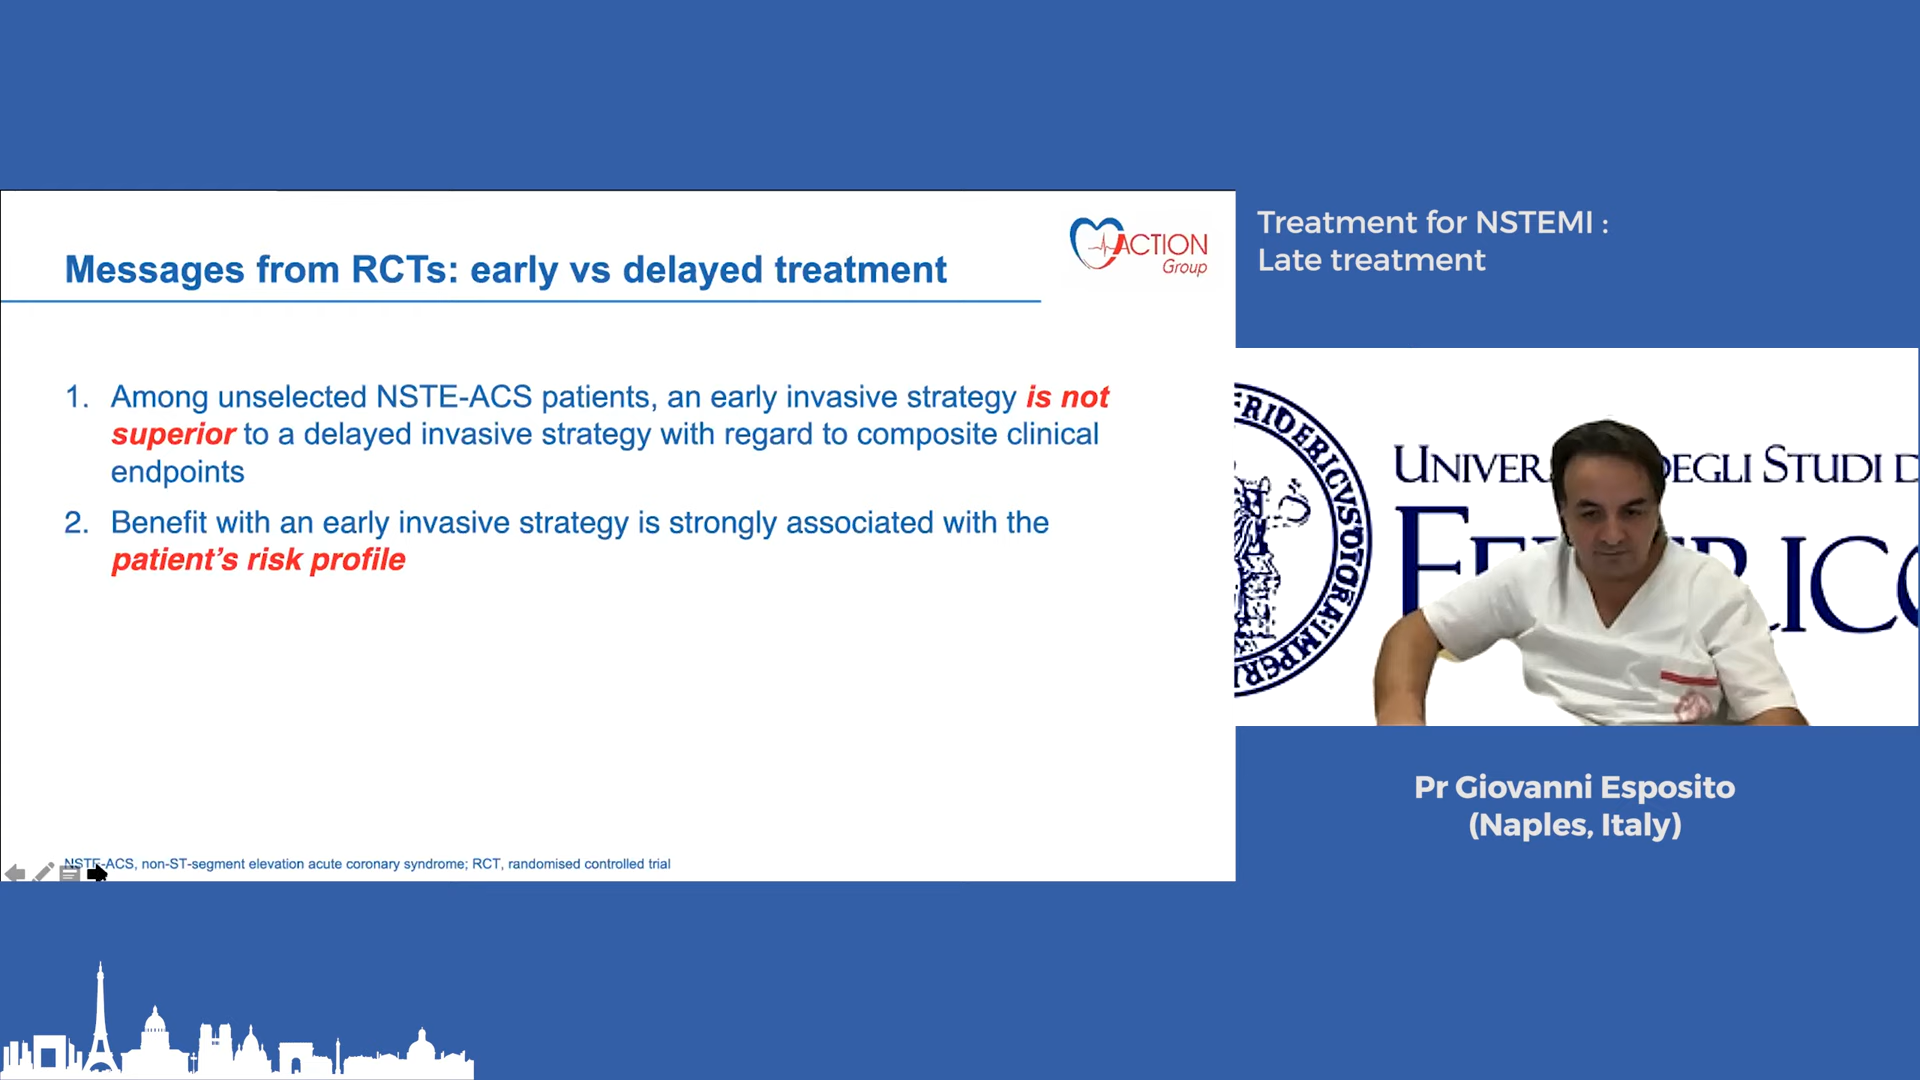 Messages from RCTs: early vs delayed treatment
ACTION
Group
1. Among unselected NSTE-ACS patients, an early invasive strategy is not
superior to a delayed invasive strategy with regard to composite clinical
endpoints
2. Benefit with an early invasive strategy is strongly associated with the
patient’s risk profile
NSTE-ACS, non-ST-segment elevation acute coronary syndrome; RCT, randomised controlled trial
Treatment for NSTEMI :
Late treatment
DEGLI STUDI D
Pr Giovanni Esposito
(Naples, Italy)